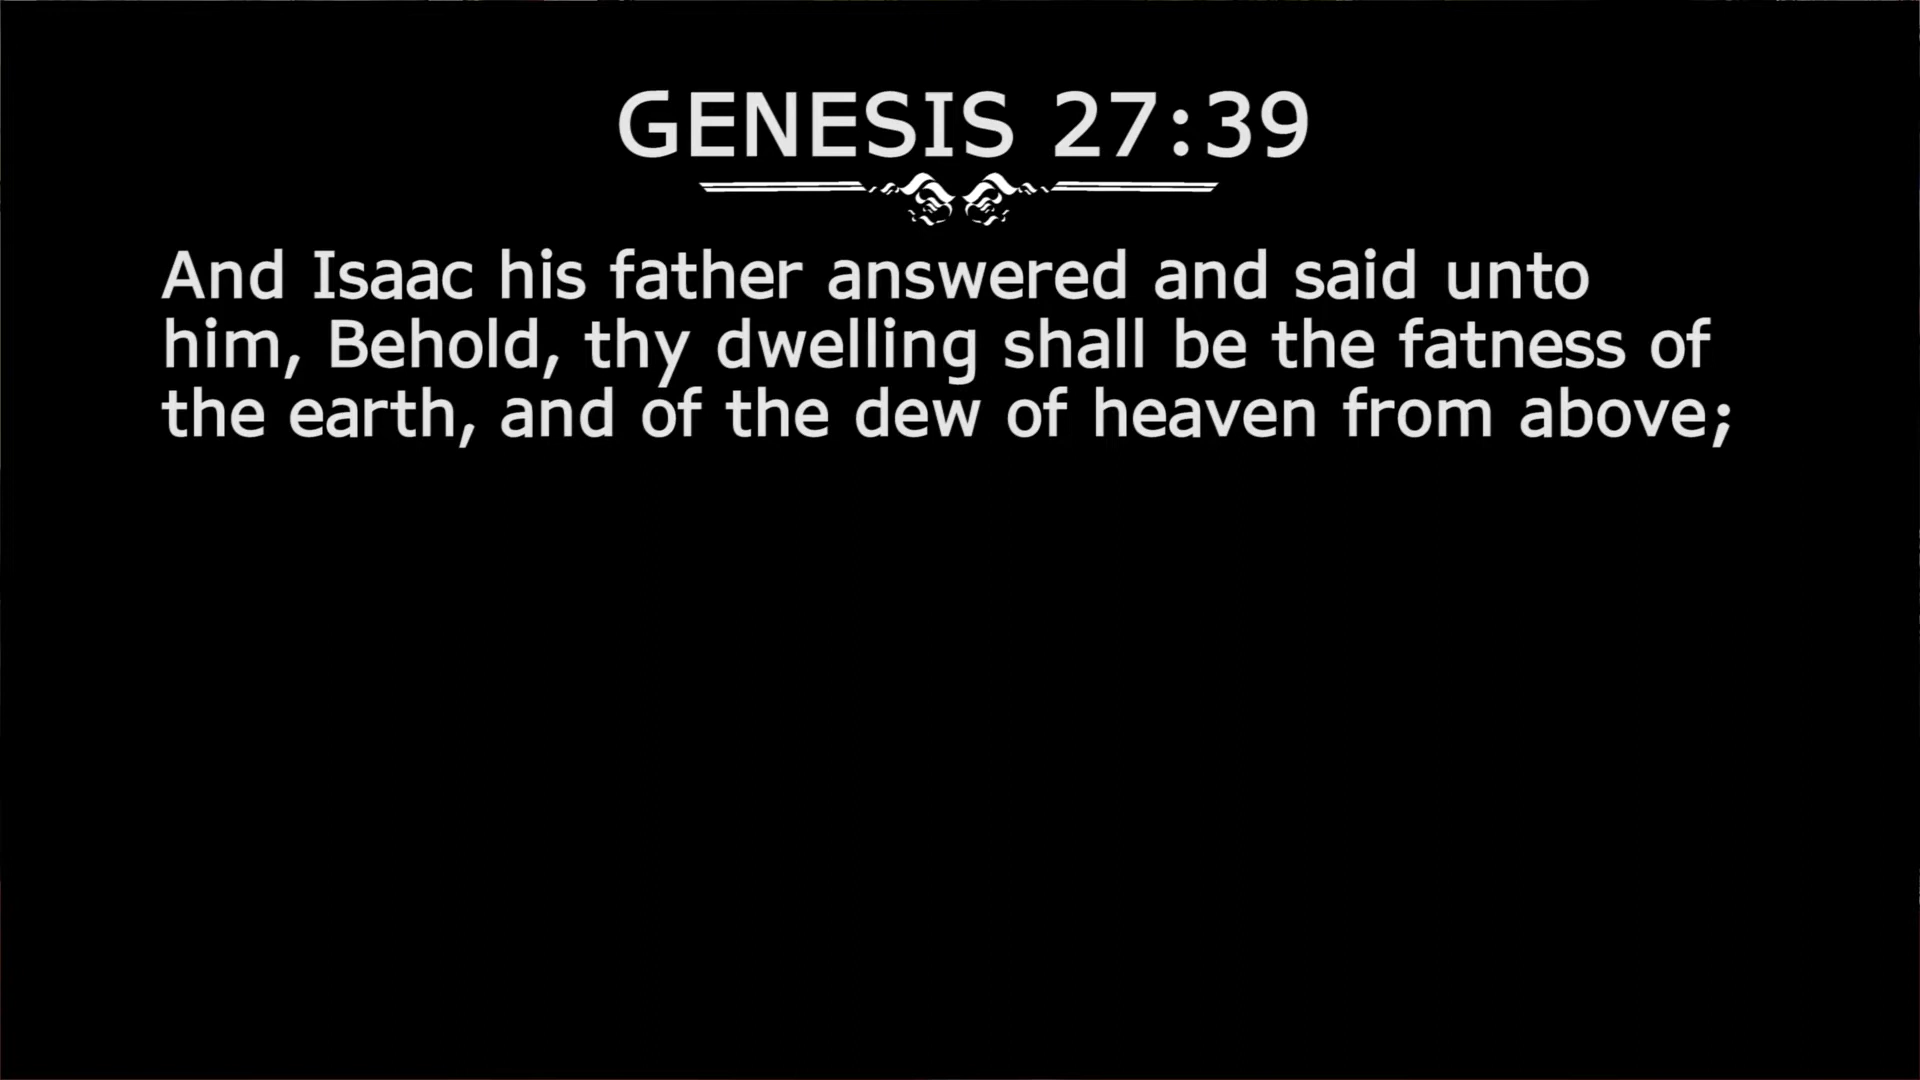 GENESIS 27:39
And Isaac his father answered and said unto
him, Behold, thy dwelling shall be the fatness of
the earth, and of the dew of heaven from above;